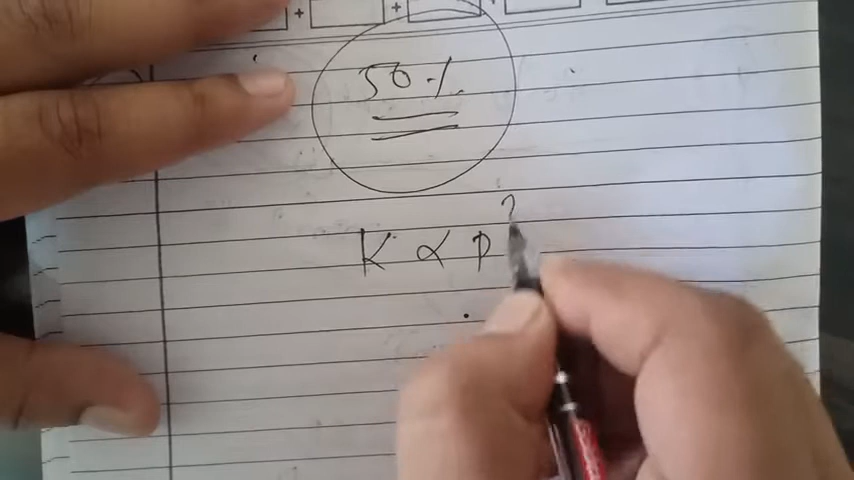 + +
50%
K ∝ P²